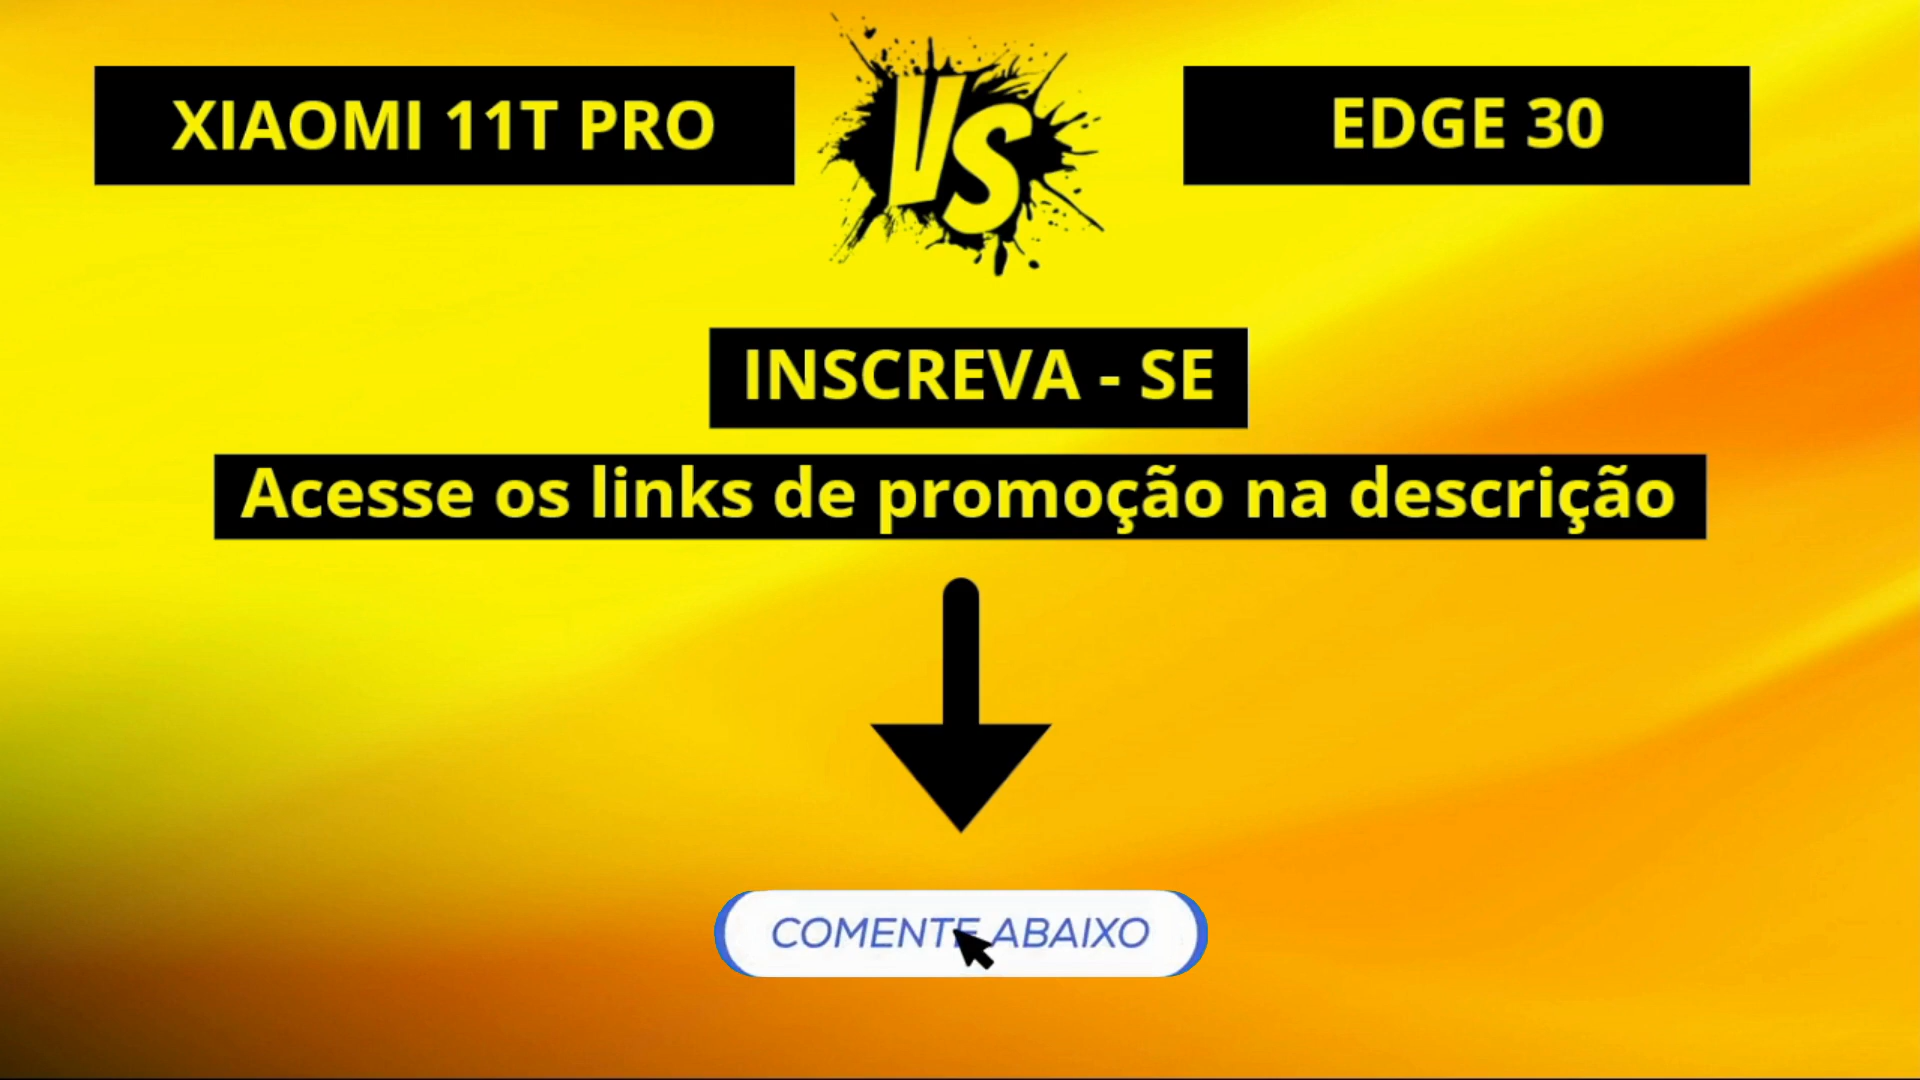 XIAOMI 11T PRO
VS
EDGE 30
INSCREVA - SE
Acesse os links de promoção na descrição
COMENTE ABAIXO